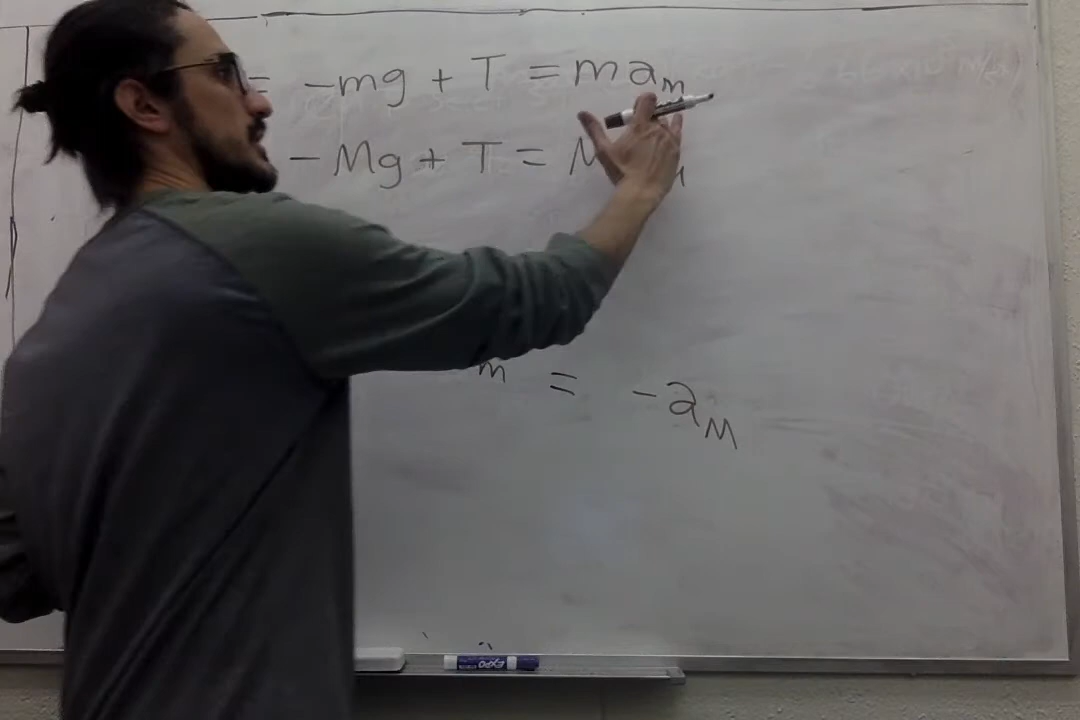 = -mg + T = ma_m
-Mg + T =
m = -a_M
EXPO